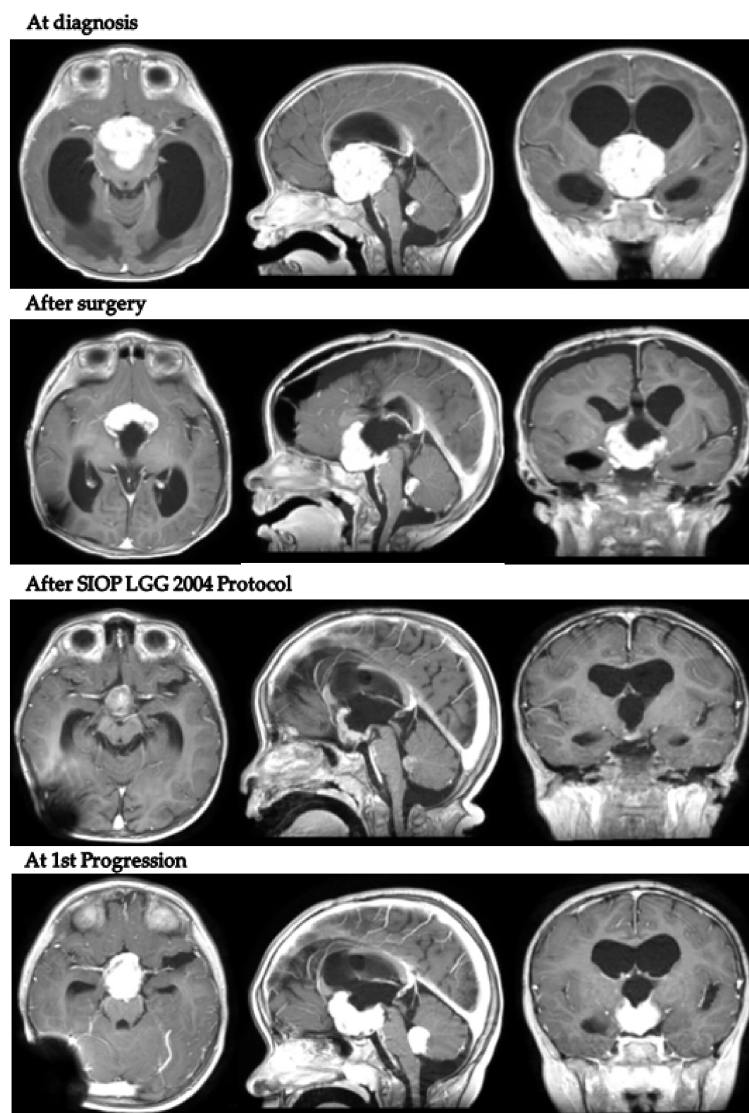 At diagnosis
After surgery
After SIOP LGG 2004 Protocol
At 1st Progression